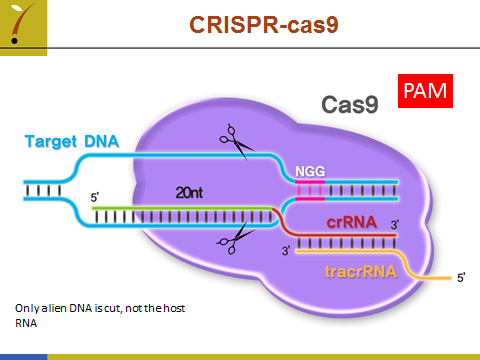 CRISPR-cas9
PAM
Cas9
Target DNA
NGG
5'
20nt
crRNA
3'
3'
tracrRNA
5'
Only alien DNA is cut, not the host
RNA